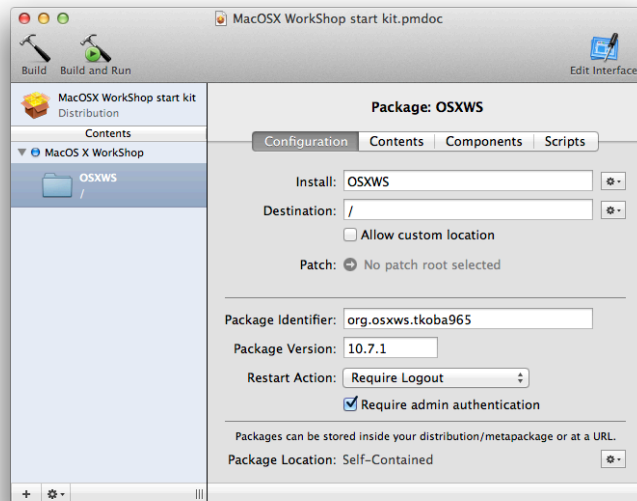 MacOSX WorkShop start kit.pmdoc
Build
Build and Run
Edit Interface
MacOSX WorkShop start kit
Distribution
Contents
MacOS X WorkShop
OSXWS
/
Package: OSXWS
Configuration
Contents
Components
Scripts
Install: OSXWS
Destination: /
Allow custom location
Patch: No patch root selected
Package Identifier: org.osxws.tkoba965
Package Version: 10.7.1
Restart Action: Require Logout
Require admin authentication
Packages can be stored inside your distribution/metapackage or at a URL.
Package Location: Self-Contained